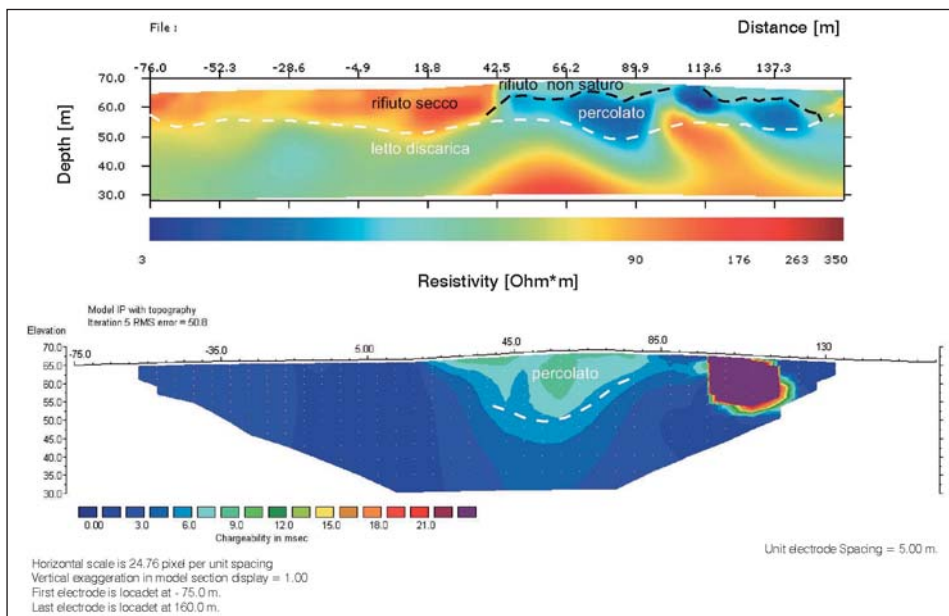 File :
Distance [m]
-76.0 -52.3 -28.6 -4.9 18.8 42.5 66.2 89.9 113.6 137.3
70.0
rifiuto non saturo
rifiuto secco
60.0
percolato
50.0
letto discarica
40.0
30.0
Depth [m]
3 90 176 263 350
Resistivity [Ohm*m]
Model IP with topography
Iteration 5 RMS error = 50.8
Elevation
-75.0 -35.0 5.00 45.0 85.0 130
70.0
65.0
percolato
60.0
55.0
50.0
45.0
40.0
35.0
30.0
0.00 3.0 6.0 9.0 12.0 15.0 18.0 21.0
Chargeability in msec
Unit electrode Spacing = 5.00 m.
Horizontal scale is 24.76 pixel per unit spacing
Vertical exaggeration in model section display = 1.00
First electrode is locadet at - 75.0 m.
Last electrode is locadet at 160.0 m.